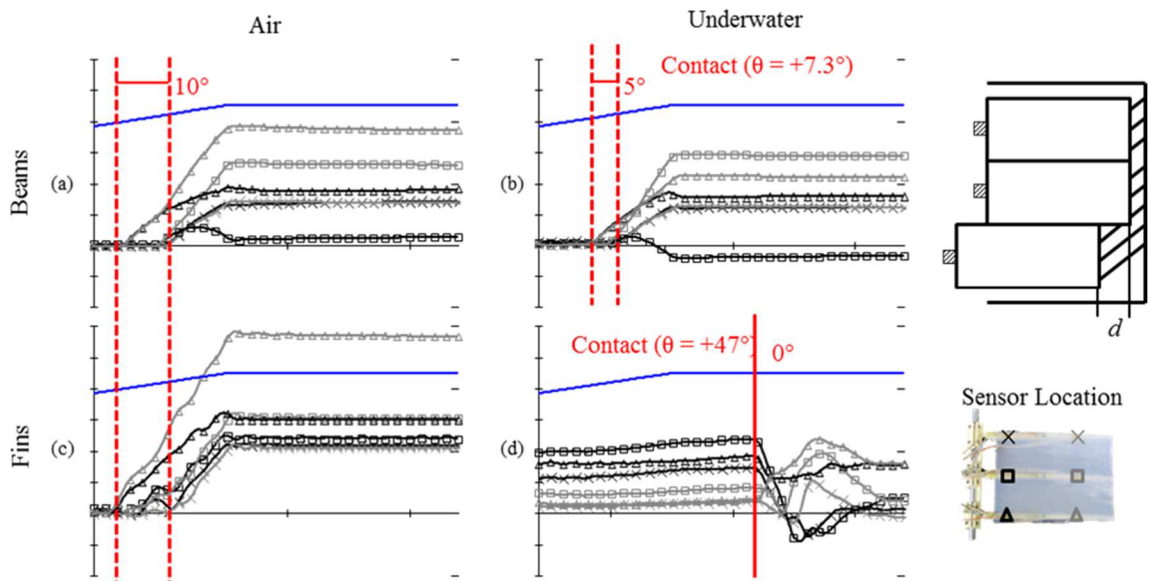 Air
Underwater
Beams
(a)
10°
(b)
5°
Contact (θ = +7.3°)
d
Fins
(c)
(d)
Contact (θ = +47°)
0°
Sensor Location